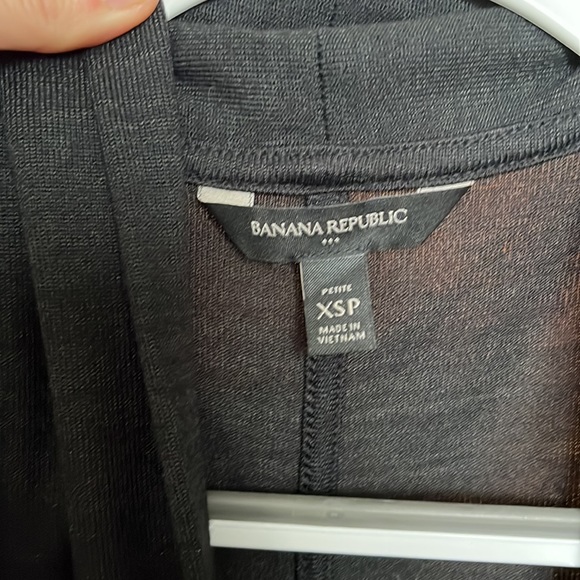 BANANA REPUBLIC
PETITE
XSP
MADE IN
VIETNAM